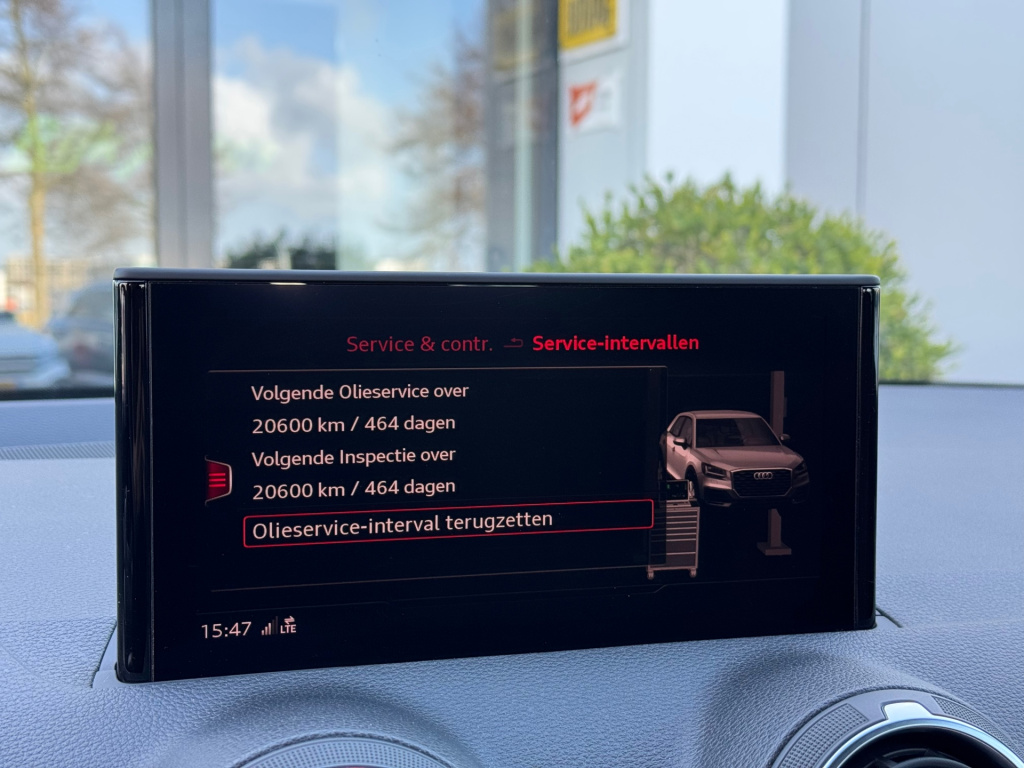 Service & contr. Service-intervallen
Volgende Olieservice over
20600 km / 464 dagen
Volgende Inspectie over
20600 km / 464 dagen
Olieservice-interval terugzetten
15:47 LTE